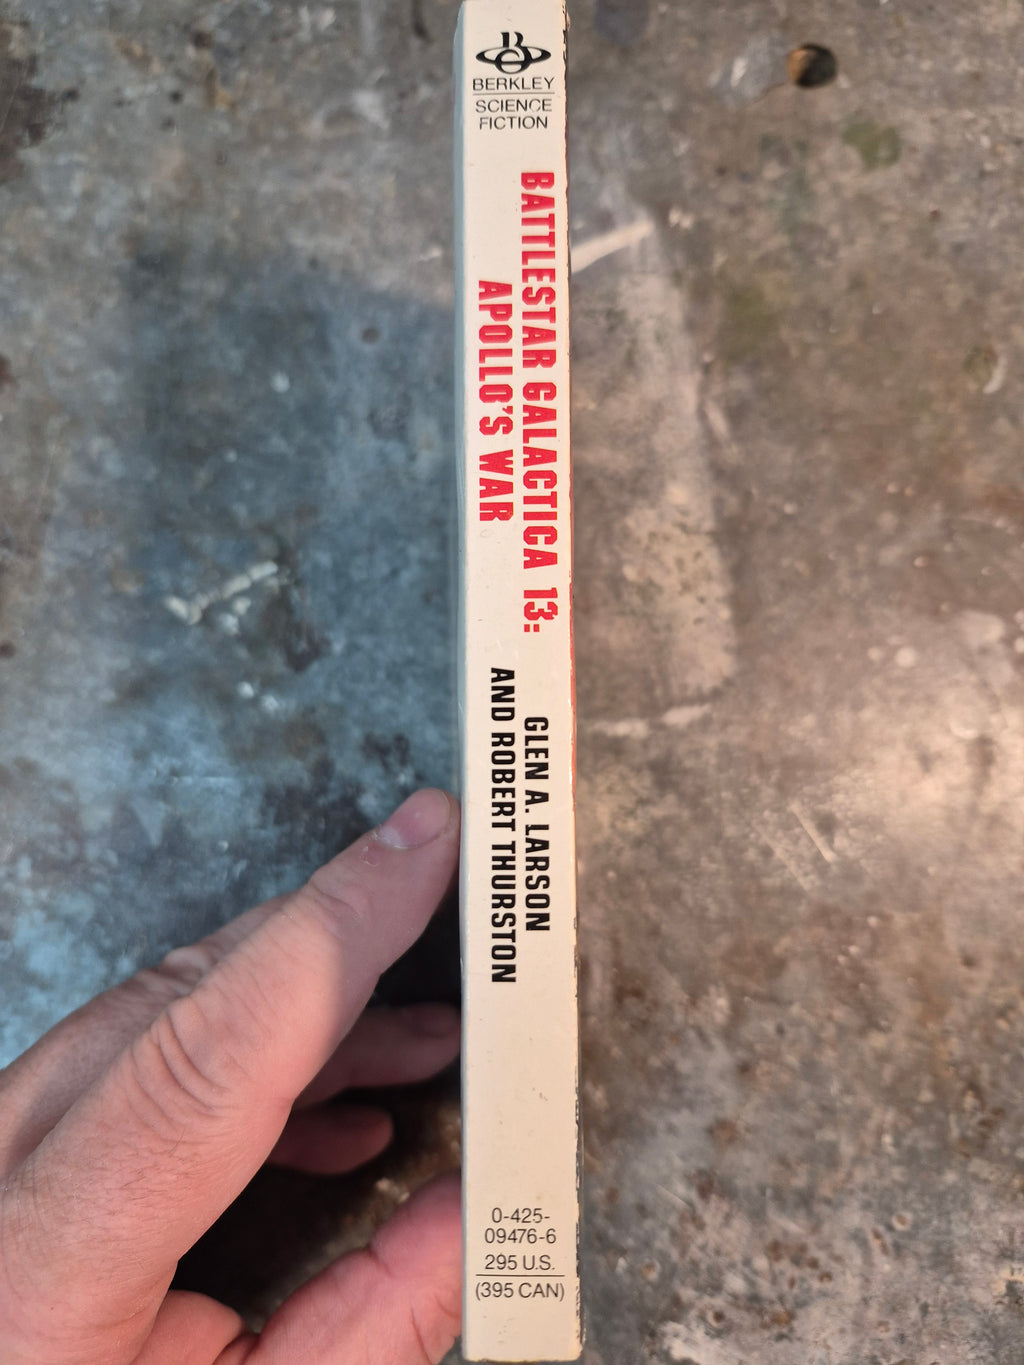 BERKLEY
SCIENCE
FICTION
BATTLESTAR GALACTICA 13:
APOLLO'S WAR
GLEN A. LARSON
AND ROBERT THURSTON
0-425-
09476-6
295 U.S.
(395 CAN)